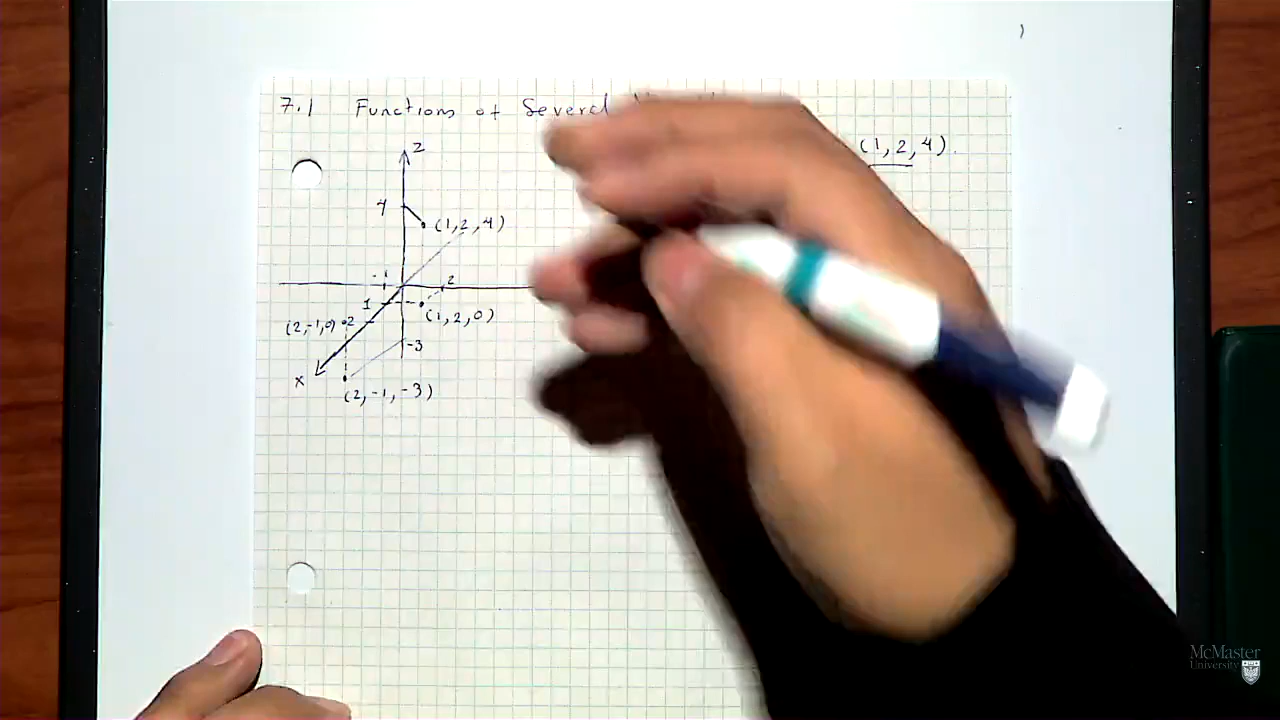 7.1 Functions of Several
(1,2,4).
z
4
(1,2,4)
-1
2
1
(1,2,0)
(2,-1,0)
2
-3
x
(2,-1,-3)
McMaster
University